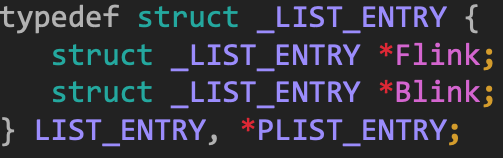 typedef struct _LIST_ENTRY {
   struct _LIST_ENTRY *Flink;
   struct _LIST_ENTRY *Blink;
} LIST_ENTRY, *PLIST_ENTRY;